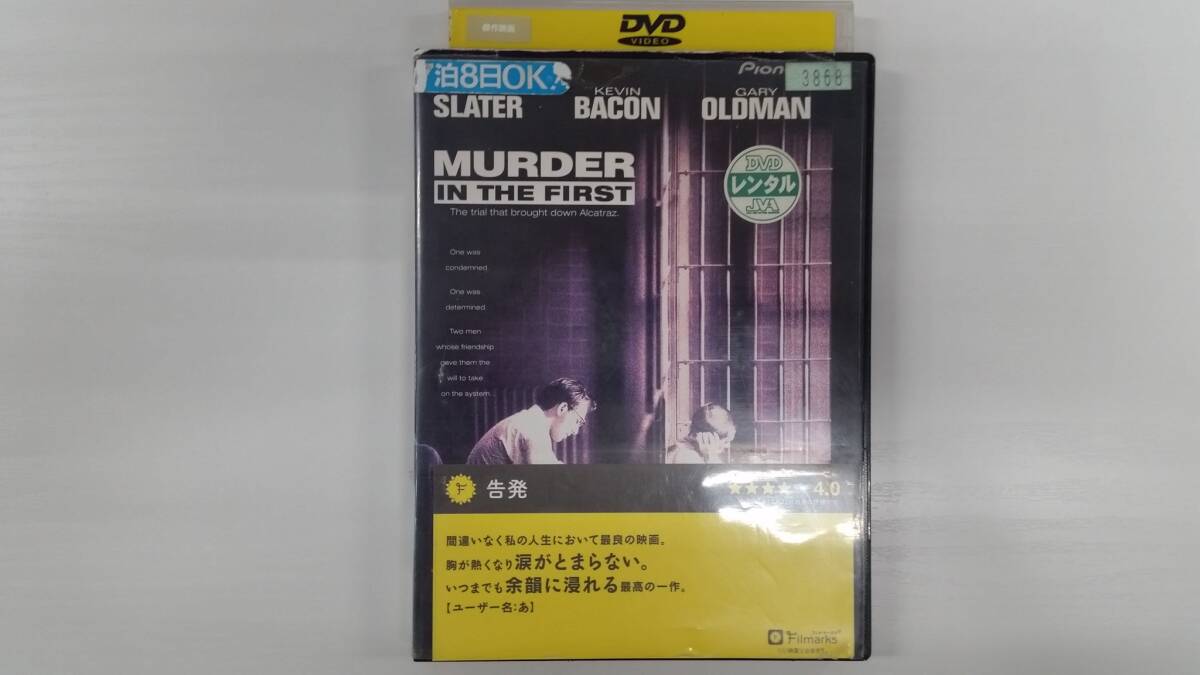 傑作映画
DVD
VIDEO
泊8日OK
Pion
3868
SLATER
KEVIN
BACON
GARY
OLDMAN
MURDER
IN THE FIRST
The trial that brought down Alcatraz.
DVD
レンタル
JVA
One was
condemned
One was
determined
Two men
whose friendship
gave them the
will to take
on the system...
告発
★★★★ 4.0
間違いなく私の人生において最良の映画。
胸が熱くなり涙がとまらない。
いつまでも余韻に浸れる最高の一作。
【ユーザー名:あ】
Filmarks